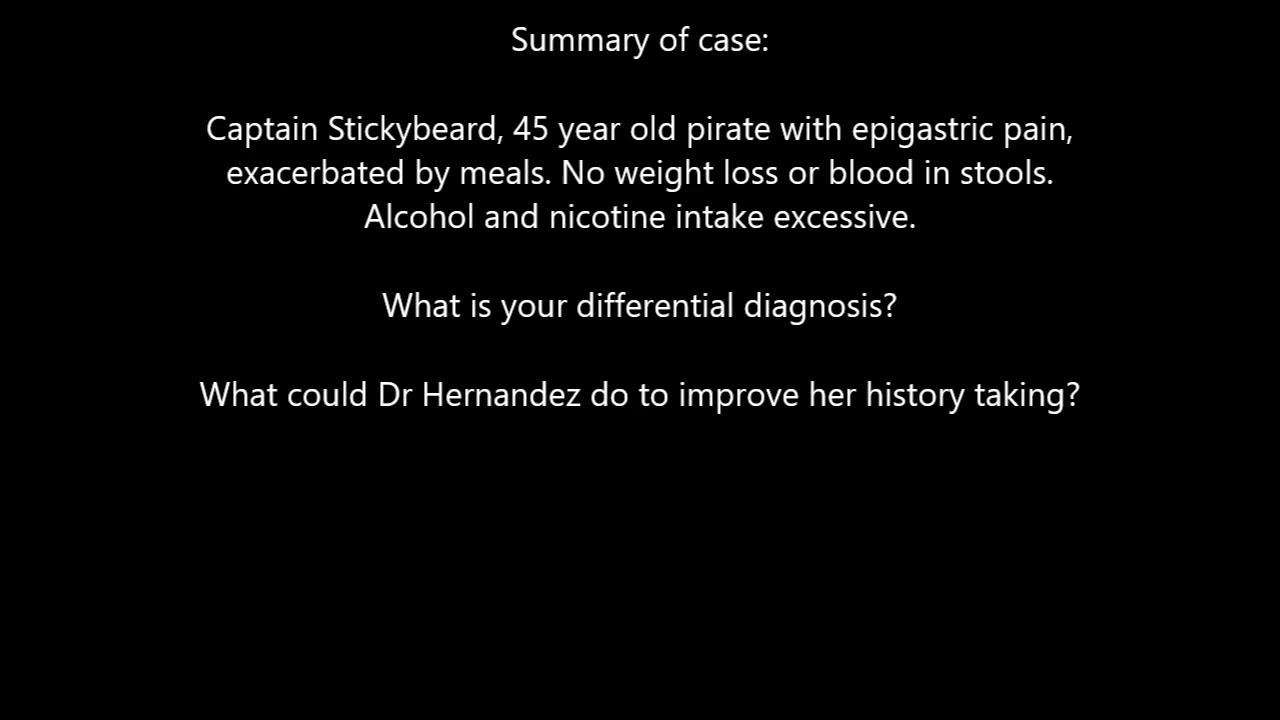 Summary of case:
Captain Stickybeard, 45 year old pirate with epigastric pain,
exacerbated by meals. No weight loss or blood in stools.
Alcohol and nicotine intake excessive.
What is your differential diagnosis?
What could Dr Hernandez do to improve her history taking?